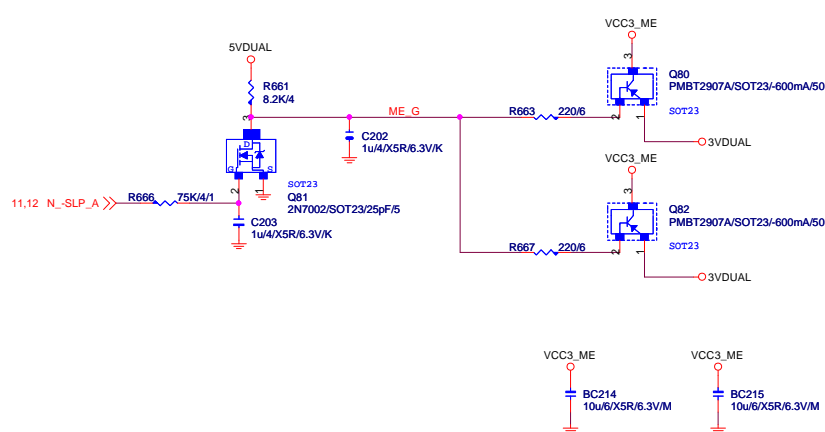 VCC3_ME
5VDUAL
3
Q80
PMBT2907A/SOT23/-600mA/50
R661
8.2K/4
SOT23
3
ME_G
R663
220/6
2
1
C202
1u/4/X5R/6.3V/K
3VDUAL
D
G
S
VCC3_ME
SOT23
2
1
3
Q81
2N7002/SOT23/25pF/5
11,12 N_-SLP_A
R666
75K/4/1
Q82
PMBT2907A/SOT23/-600mA/50
C203
1u/4/X5R/6.3V/K
SOT23
R667
220/6
2
1
3VDUAL
VCC3_ME
VCC3_ME
BC214
10u/6/X5R/6.3V/M
BC215
10u/6/X5R/6.3V/M